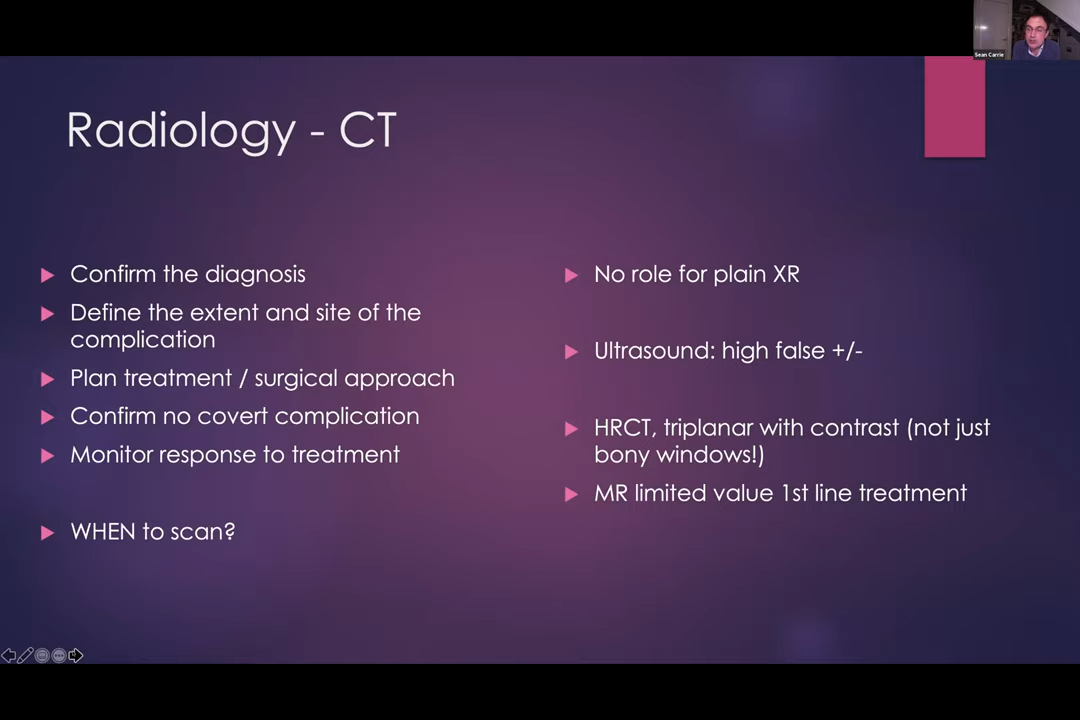 Sean Carrie
Radiology - CT
Confirm the diagnosis
Define the extent and site of the
complication
Plan treatment / surgical approach
Confirm no covert complication
Monitor response to treatment
WHEN to scan?
No role for plain XR
Ultrasound: high false +/-
HRCT, triplanar with contrast (not just
bony windows!)
MR limited value 1st line treatment